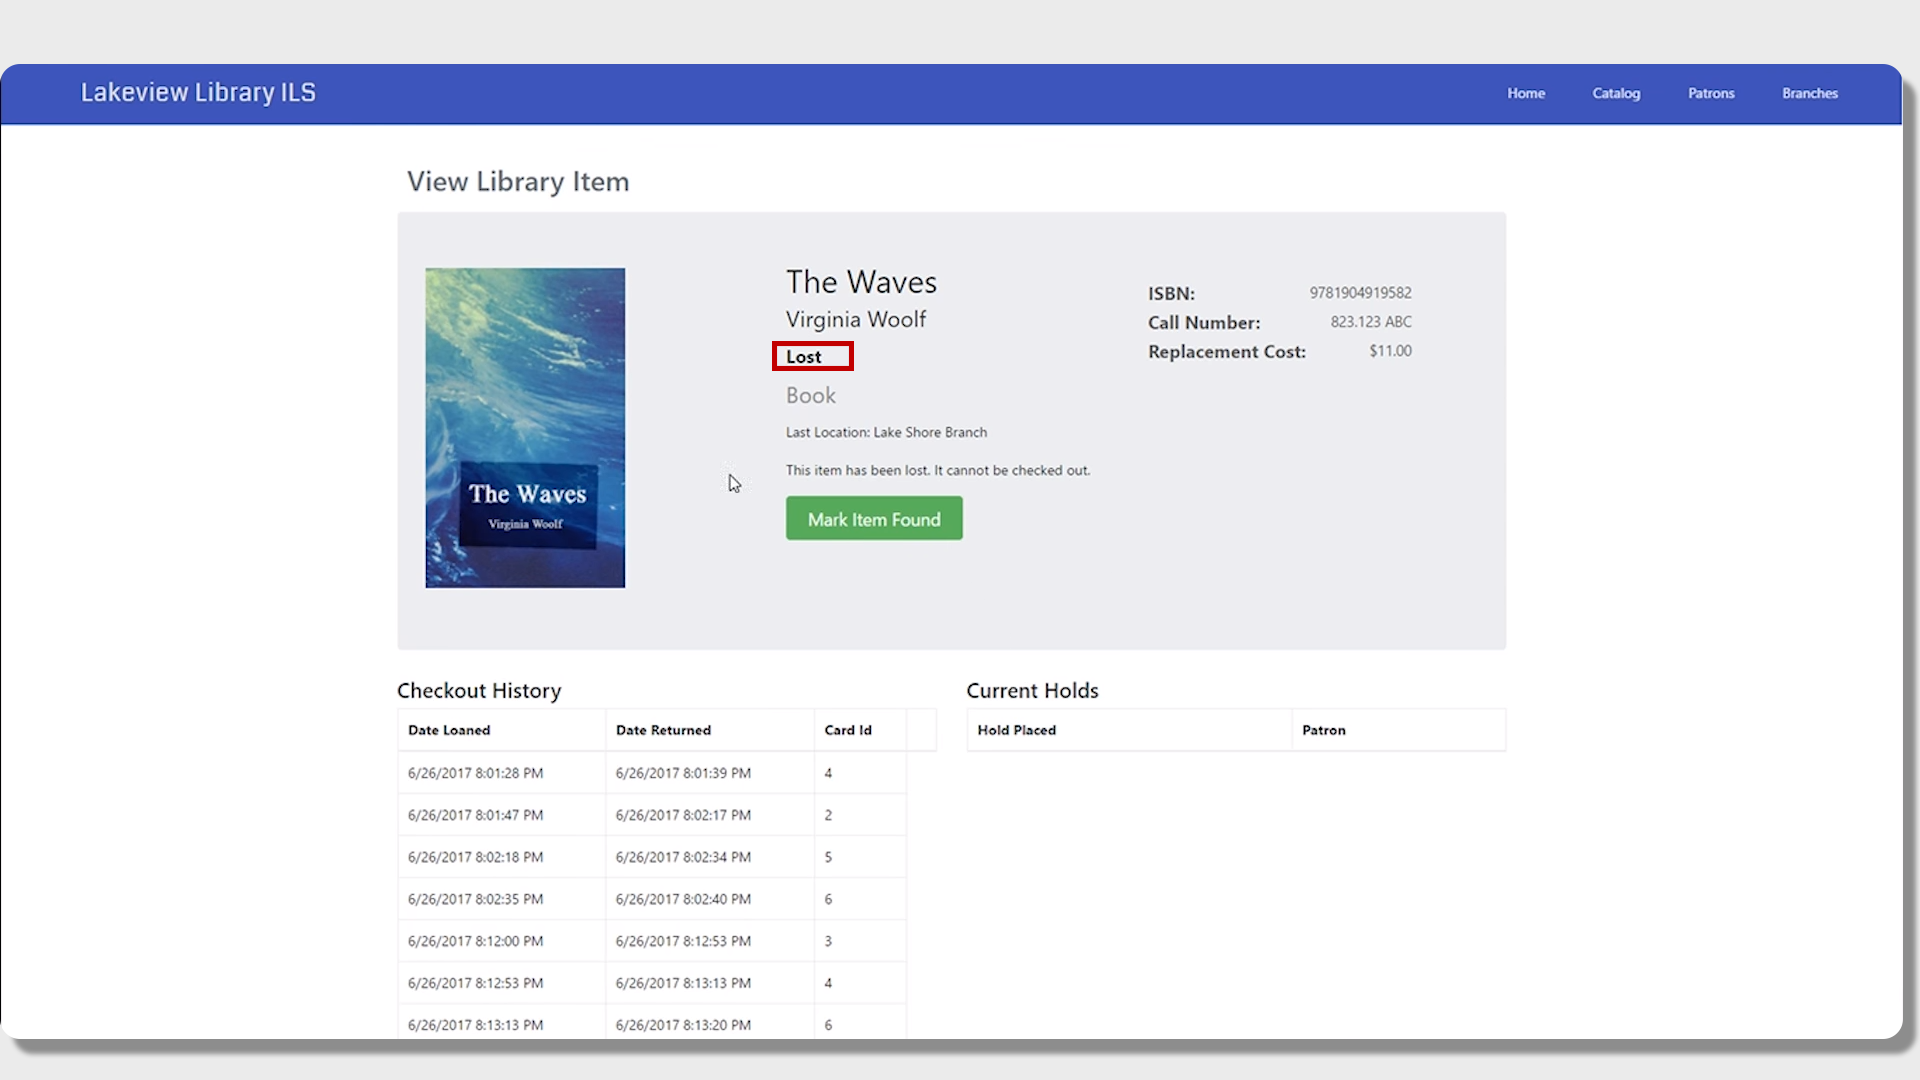 Lakeview Library ILS
Home Catalog Patrons Branches
View Library Item
The Waves
Virginia Woolf
The Waves
Virginia Woolf
Lost
Book
Last Location: Lake Shore Branch
This item has been lost. It cannot be checked out.
Mark Item Found
ISBN: 9781904919582
Call Number: 823.123 ABC
Replacement Cost: $11.00
Checkout History
Date Loaned Date Returned Card Id
6/26/2017 8:01:28 PM 6/26/2017 8:01:39 PM 4
6/26/2017 8:01:47 PM 6/26/2017 8:02:17 PM 2
6/26/2017 8:02:18 PM 6/26/2017 8:02:34 PM 5
6/26/2017 8:02:35 PM 6/26/2017 8:02:40 PM 6
6/26/2017 8:12:00 PM 6/26/2017 8:12:53 PM 3
6/26/2017 8:12:53 PM 6/26/2017 8:13:13 PM 4
6/26/2017 8:13:13 PM 6/26/2017 8:13:20 PM 6
Current Holds
Hold Placed Patron